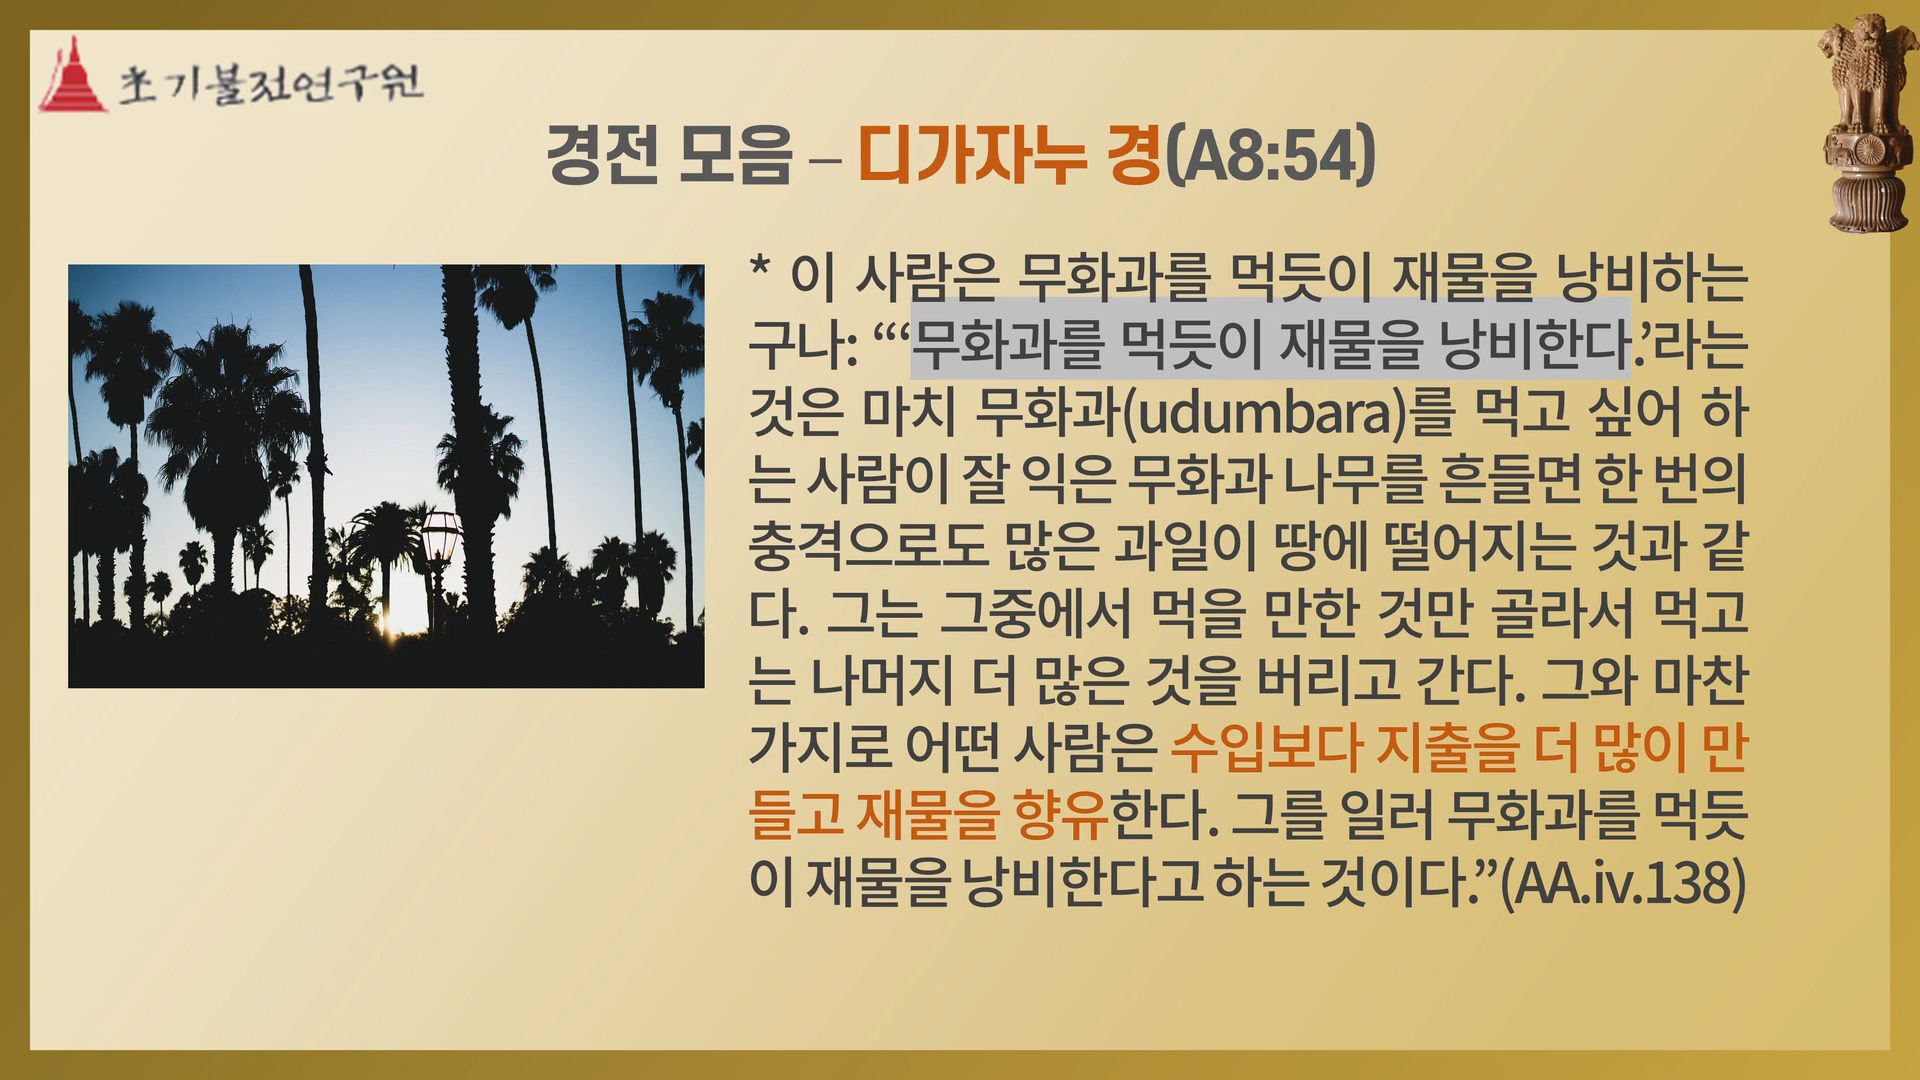 초기불전연구원
경전 모음 – 디가자누 경(A8:54)
* 이 사람은 무화과를 먹듯이 재물을 낭비하는
구나: “‘무화과를 먹듯이 재물을 낭비한다.’라는
것은 마치 무화과(udumbara)를 먹고 싶어 하
는 사람이 잘 익은 무화과 나무를 흔들면 한 번의
충격으로도 많은 과일이 땅에 떨어지는 것과 같
다. 그는 그중에서 먹을 만한 것만 골라서 먹고
는 나머지 더 많은 것을 버리고 간다. 그와 마찬
가지로 어떤 사람은 수입보다 지출을 더 많이 만
들고 재물을 향유한다. 그를 일러 무화과를 먹듯
이 재물을 낭비한다고 하는 것이다.”(AA.iv.138)